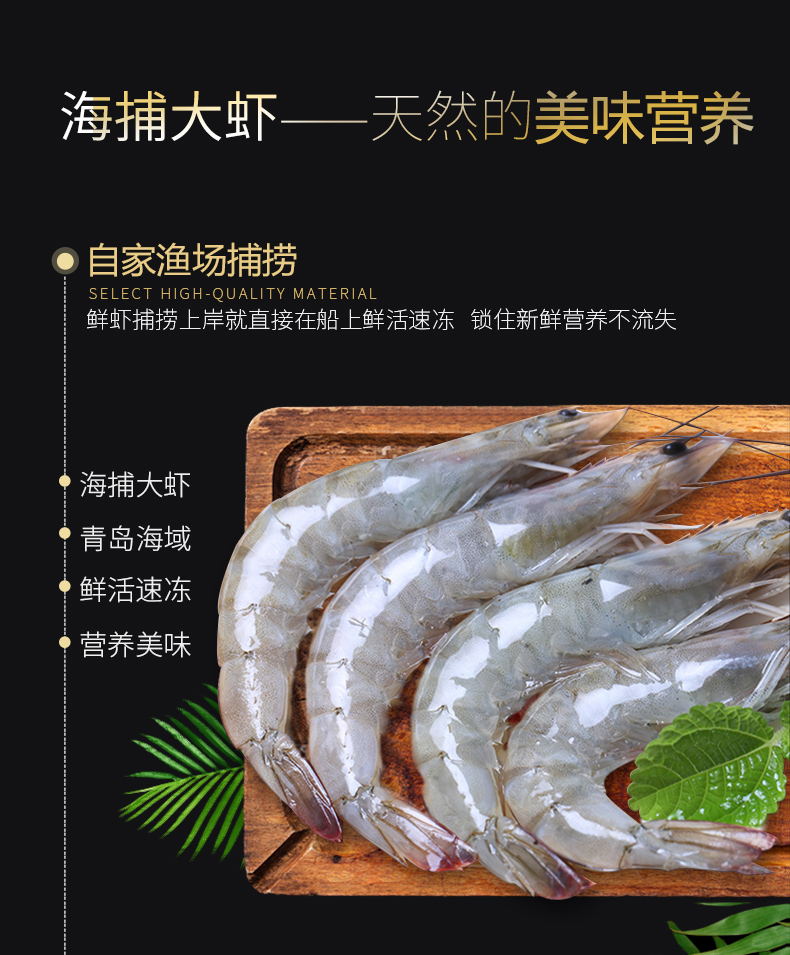 海捕大虾——天然的美味营养
自家渔场捕捞
SELECT HIGH-QUALITY MATERIAL
鲜虾捕捞上岸就直接在船上鲜活速冻 锁住新鲜营养不流失
海捕大虾
青岛海域
鲜活速冻
营养美味